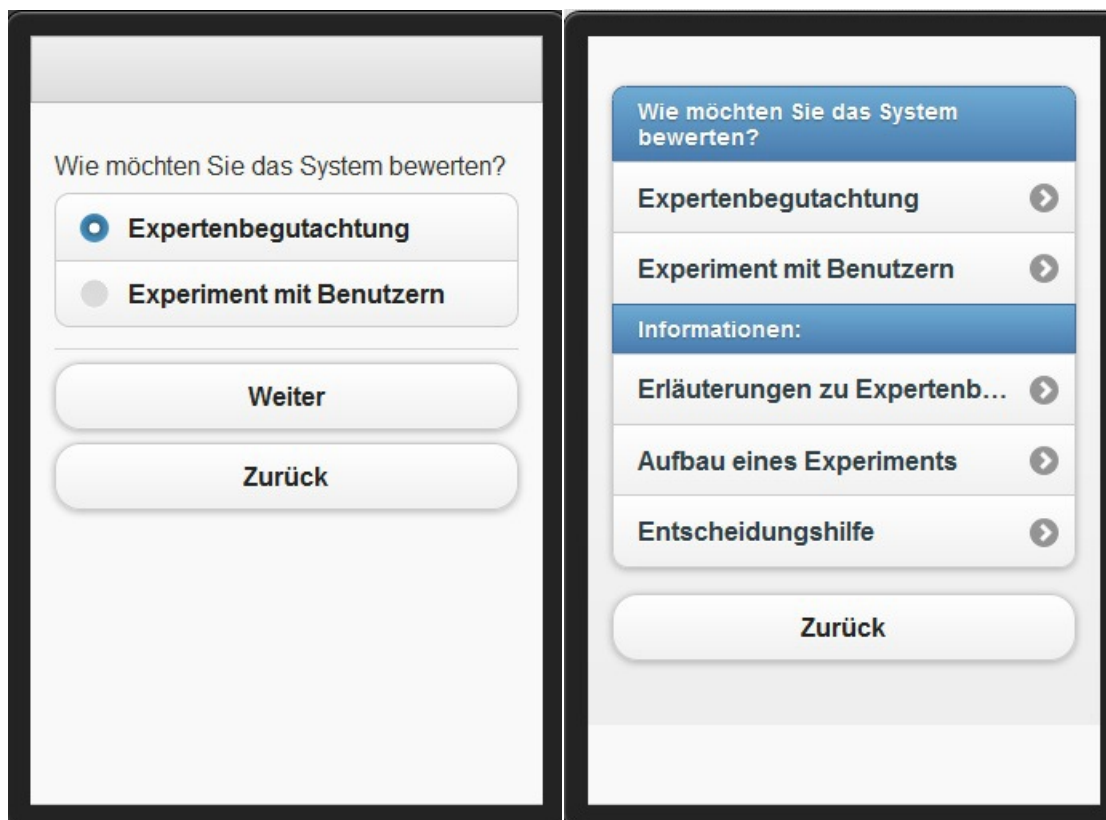 Wie möchten Sie das System bewerten?
Expertenbegutachtung
Experiment mit Benutzern
Weiter
Zurück
Wie möchten Sie das System
bewerten?
Expertenbegutachtung
Experiment mit Benutzern
Informationen:
Erläuterungen zu Expertenb...
Aufbau eines Experiments
Entscheidungshilfe
Zurück